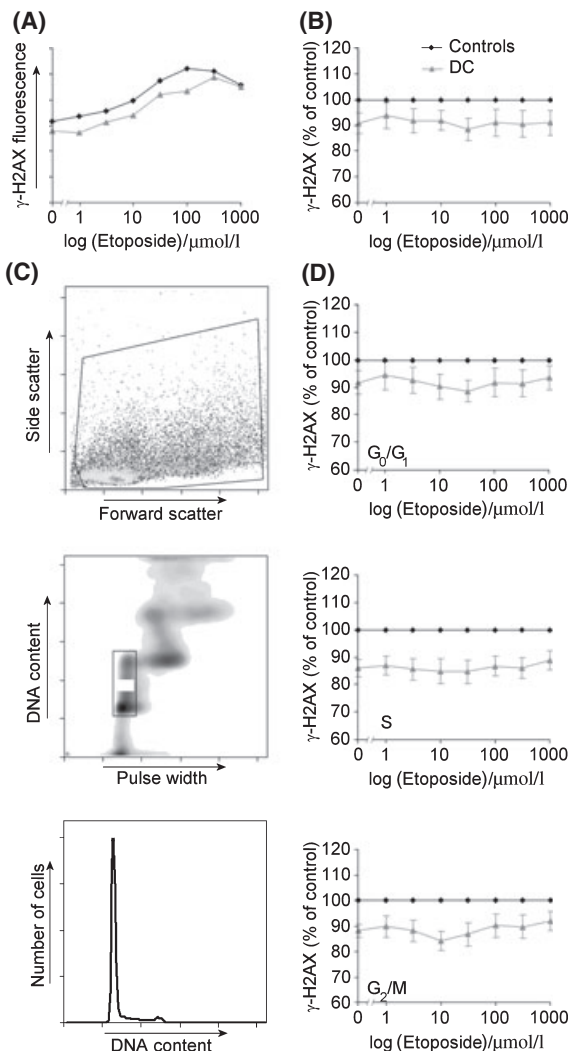 (A)
γ-H2AX fluorescence
0 1 10 100 1000
log (Etoposide)/μmol/l
(B)
γ-H2AX (% of control)
120
110
100
90
80
70
60
Controls
DC
0 1 10 100 1000
log (Etoposide)/μmol/l
(C)
Side scatter
Forward scatter
DNA content
Pulse width
Number of cells
DNA content
(D)
γ-H2AX (% of control)
120
110
100
90
80
70
60
G0/G1
0 1 10 100 1000
log (Etoposide)/μmol/l
γ-H2AX (% of control)
120
110
100
90
80
70
60
S
0 1 10 100 1000
log (Etoposide)/μmol/l
γ-H2AX (% of control)
120
110
100
90
80
70
60
G2/M
0 1 10 100 1000
log (Etoposide)/μmol/l